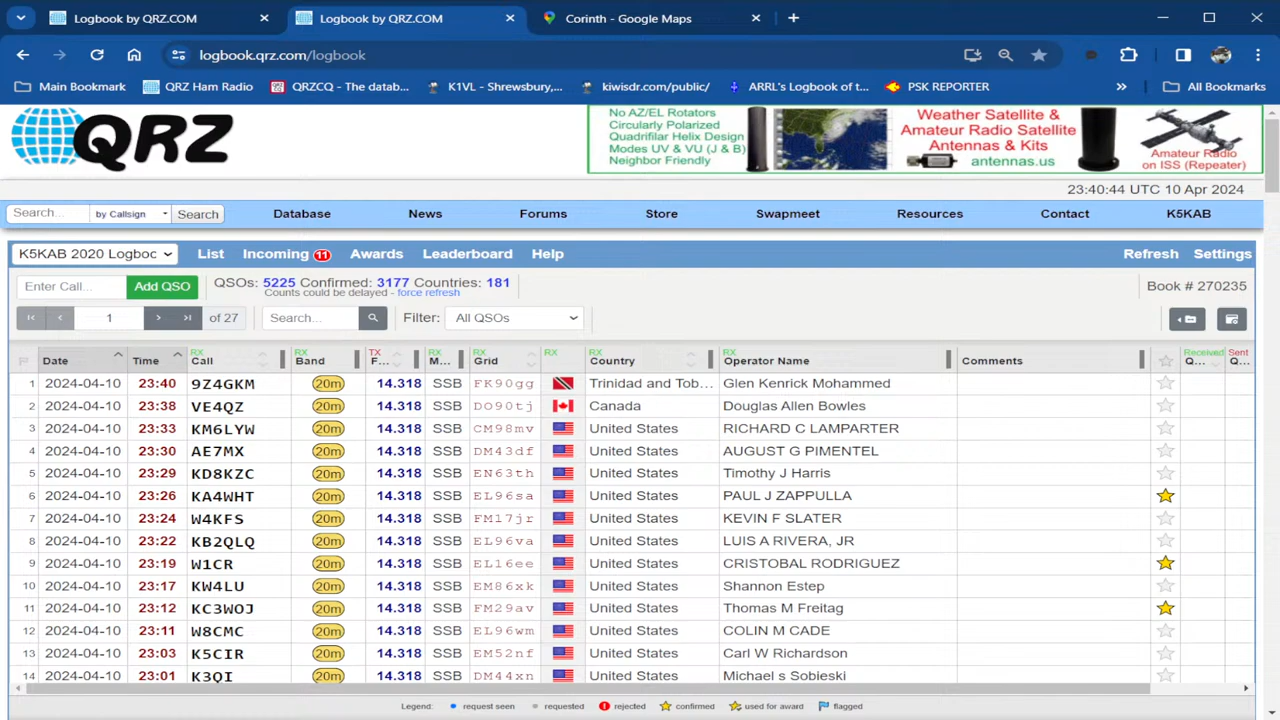 Logbook by QRZ.COM
Logbook by QRZ.COM
Corinth - Google Maps
logbook.qrz.com/logbook
Main Bookmark
QRZ Ham Radio
QRZCQ - The datab...
K1VL - Shrewsbury,...
kiwisdr.com/public/
ARRL's Logbook of t...
PSK REPORTER
All Bookmarks
QRZ
No AZ/EL Rotators
Circularly Polarized
Quadrifilar Helix Design
Modes UV & VU (J & B)
Neighbor Friendly
Weather Satellite &
Amateur Radio Satellite
Antennas & Kits
antennas.us
Amateur Radio
on ISS (Repeater)
23:40:44 UTC 10 Apr 2024
Search... by Callsign Search Database News Forums Store Swapmeet Resources Contact K5KAB
K5KAB 2020 Logboc List Incoming 11 Awards Leaderboard Help Refresh Settings
Enter Call... Add QSO QSOs: 5225 Confirmed: 3177 Countries: 181 Book # 270235
Counts could be delayed - force refresh
1 of 27 Search... Filter: All QSOs
RX RX TX RX RX RX RX RX Received Sent
Date Time Call Band F... M... Grid Country Operator Name Comments Q... Q...
1 2024-04-10 23:40 9Z4GKM 20m 14.318 SSB FK90gg Trinidad and Tob... Glen Kenrick Mohammed
2 2024-04-10 23:38 VE4QZ 20m 14.318 SSB DO90tj Canada Douglas Allen Bowles
3 2024-04-10 23:33 KM6LYW 20m 14.318 SSB CM98mv United States RICHARD C LAMPARTER
4 2024-04-10 23:30 AE7MX 20m 14.318 SSB DM43df United States AUGUST G PIMENTEL
5 2024-04-10 23:29 KD8KZC 20m 14.318 SSB EN63th United States Timothy J Harris
6 2024-04-10 23:26 KA4WHT 20m 14.318 SSB EL96sa United States PAUL J ZAPPULLA
7 2024-04-10 23:24 W4KFS 20m 14.318 SSB FM17jr United States KEVIN F SLATER
8 2024-04-10 23:22 KB2QLQ 20m 14.318 SSB EL96va United States LUIS A RIVERA, JR
9 2024-04-10 23:19 W1CR 20m 14.318 SSB EL16ee United States CRISTOBAL RODRIGUEZ
10 2024-04-10 23:17 KW4LU 20m 14.318 SSB EM86xk United States Shannon Estep
11 2024-04-10 23:12 KC3WOJ 20m 14.318 SSB FM29av United States Thomas M Freitag
12 2024-04-10 23:11 W8CMC 20m 14.318 SSB EL96wm United States COLIN M CADE
13 2024-04-10 23:03 K5CIR 20m 14.318 SSB EM52nf United States Carl W Richardson
14 2024-04-10 23:01 K3QI 20m 14.318 SSB DM44xn United States Michael s Sobieski
Legend: request seen requested rejected confirmed used for award flagged